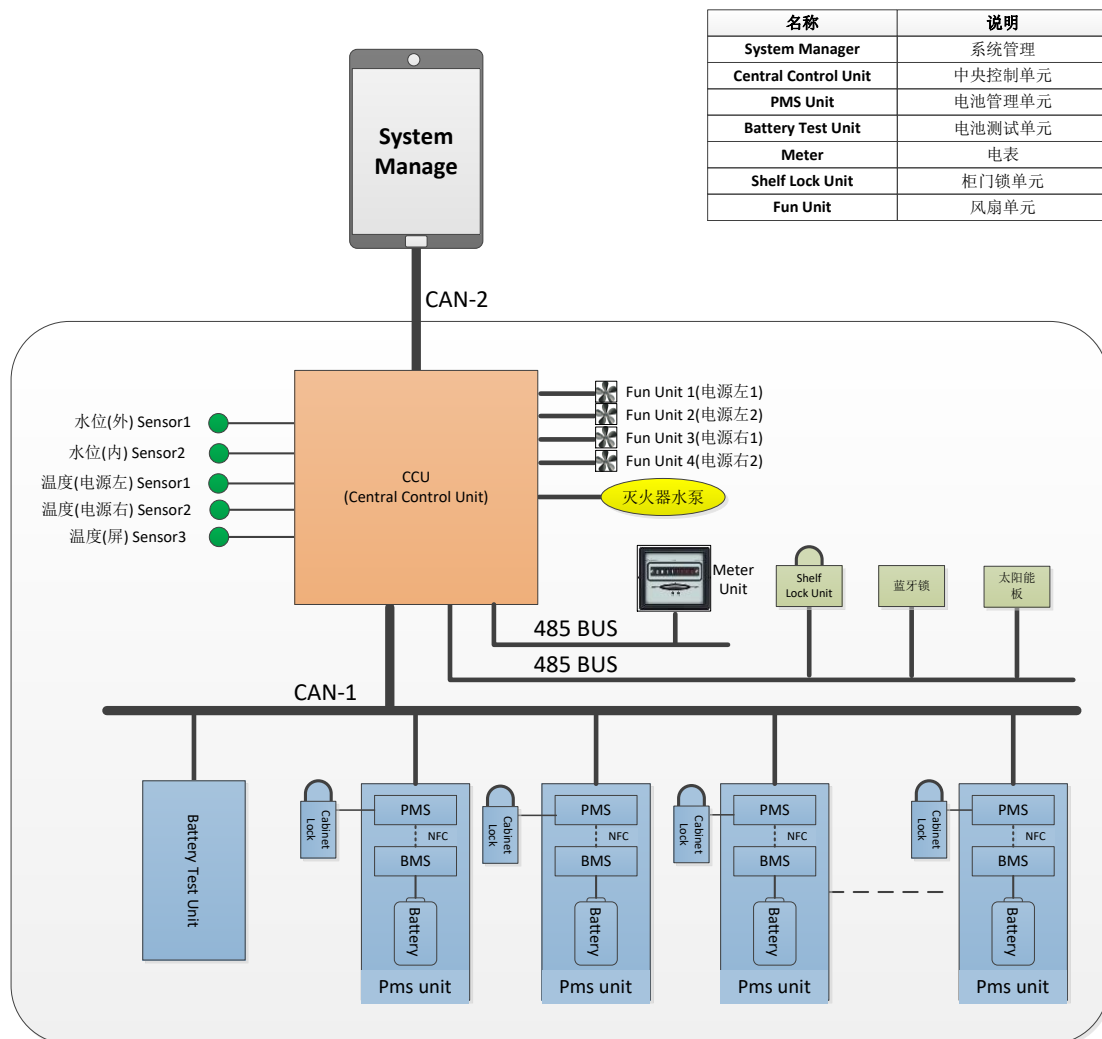 名称 说明
System Manager 系统管理
Central Control Unit 中央控制单元
PMS Unit 电池管理单元
Battery Test Unit 电池测试单元
Meter 电表
Shelf Lock Unit 柜门锁单元
Fun Unit 风扇单元
System
Manage
CAN-2
水位(外) Sensor1
水位(内) Sensor2
温度(电源左) Sensor1
温度(电源右) Sensor2
温度(屏) Sensor3
CCU
(Central Control Unit)
Fun Unit 1(电源左1)
Fun Unit 2(电源左2)
Fun Unit 3(电源右1)
Fun Unit 4(电源右2)
灭火器水泵
Meter
Unit
Shelf
Lock Unit
蓝牙锁
太阳能
板
485 BUS
485 BUS
CAN-1
Battery Test Unit
Cabinet
Lock
PMS
NFC
BMS
Battery
Pms unit
Cabinet
Lock
PMS
NFC
BMS
Battery
Pms unit
Cabinet
Lock
PMS
NFC
BMS
Battery
Pms unit
Cabinet
Lock
PMS
NFC
BMS
Battery
Pms unit